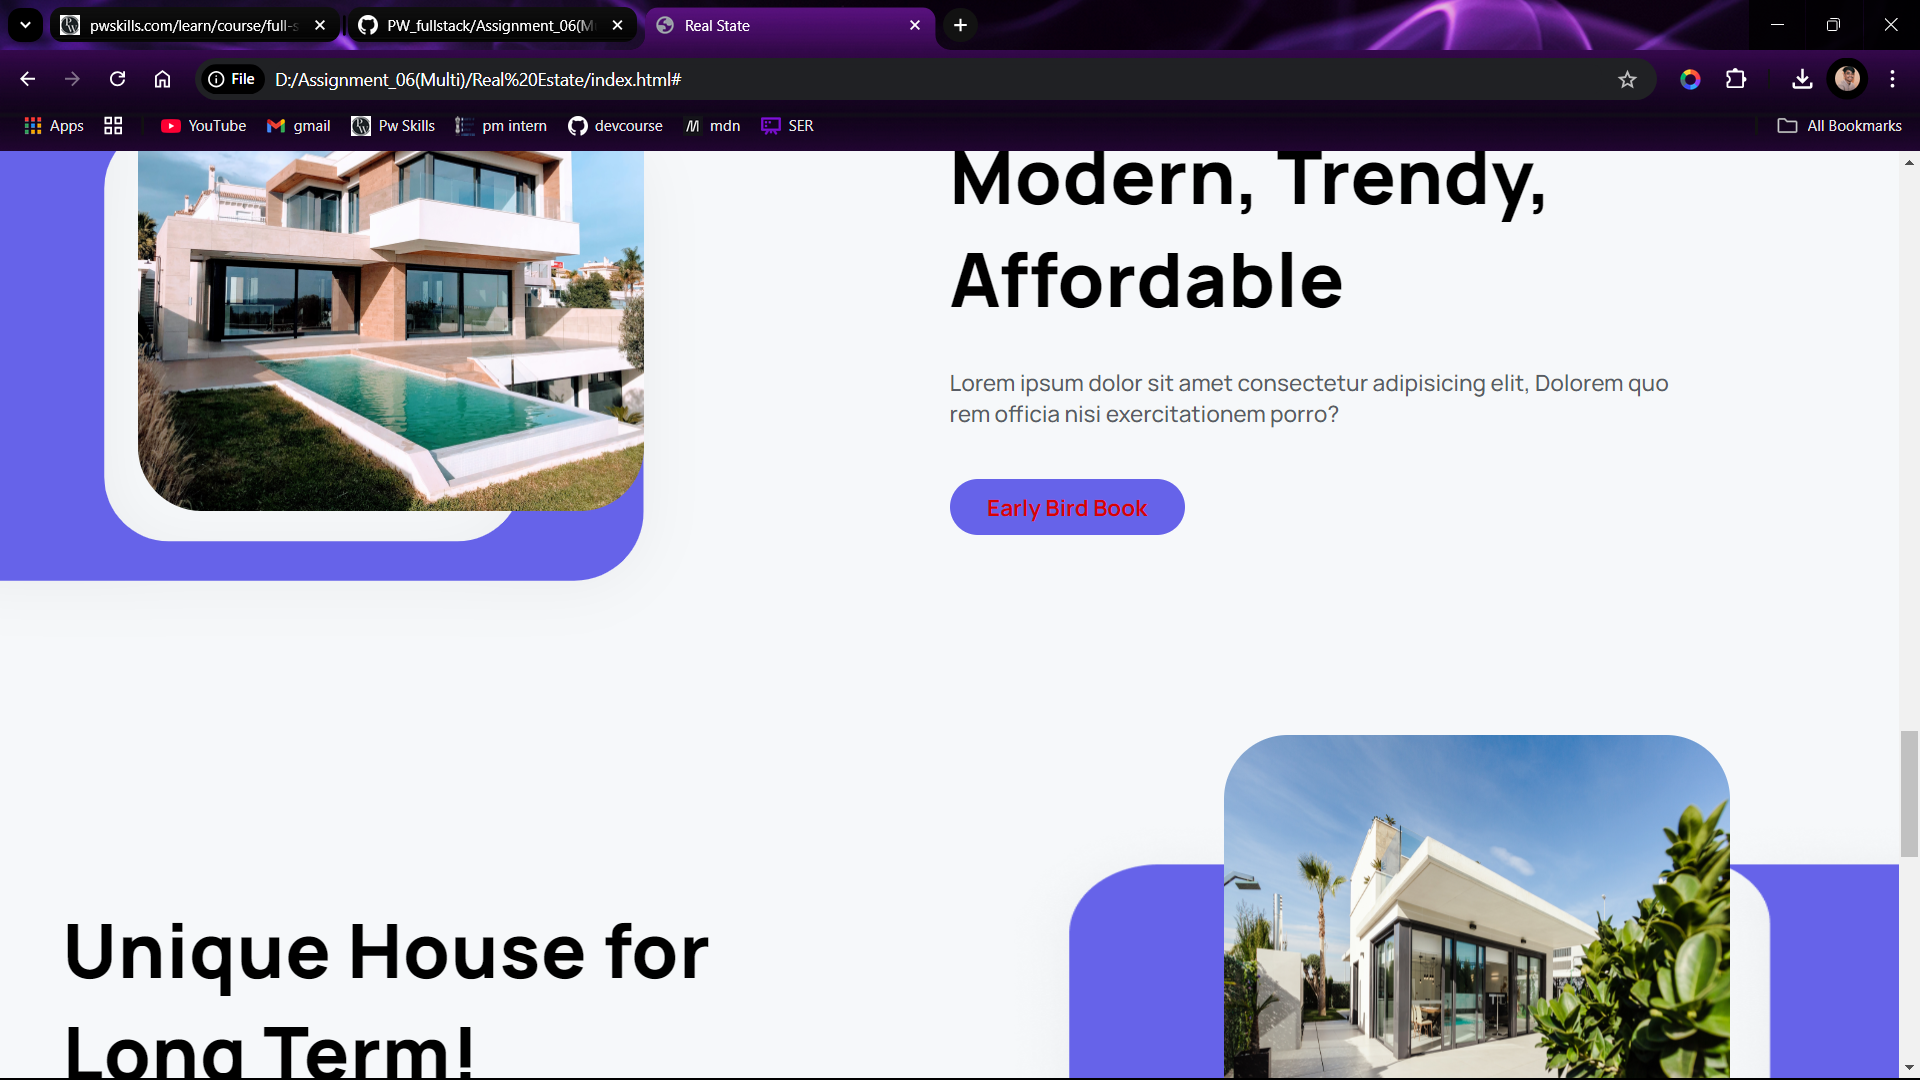 pwskills.com/learn/course/full-s
PW_fullstack/Assignment_06(M
Real State
File
D:/Assignment_06(Multi)/Real%20Estate/index.html#
Apps
YouTube
gmail
Pw Skills
pm intern
devcourse
mdn
SER
All Bookmarks
Modern, Trendy,
Affordable
Lorem ipsum dolor sit amet consectetur adipisicing elit, Dolorem quo
rem officia nisi exercitationem porro?
Early Bird Book
Unique House for
Long Term!